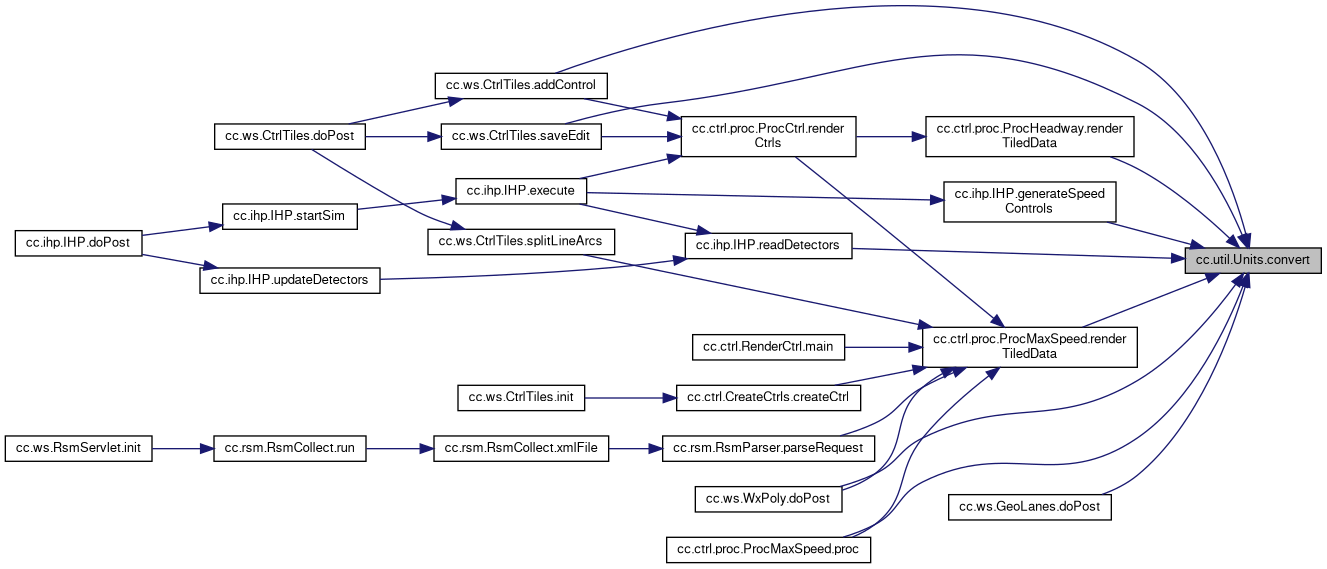 cc.ws.CtrlTiles.addControl
cc.ws.CtrlTiles.doPost
cc.ws.CtrlTiles.saveEdit
cc.ctrl.proc.ProcCtrl.render
Ctrls
cc.ctrl.proc.ProcHeadway.render
TiledData
cc.ihp.IHP.execute
cc.ihp.IHP.generateSpeed
Controls
cc.ihp.IHP.startSim
cc.ihp.IHP.doPost
cc.ws.CtrlTiles.splitLineArcs
cc.ihp.IHP.readDetectors
cc.util.Units.convert
cc.ihp.IHP.updateDetectors
cc.ctrl.RenderCtrl.main
cc.ctrl.proc.ProcMaxSpeed.render
TiledData
cc.ws.CtrlTiles.init
cc.ctrl.CreateCtrls.createCtrl
cc.ws.RsmServlet.init
cc.rsm.RsmCollect.run
cc.rsm.RsmCollect.xmlFile
cc.rsm.RsmParser.parseRequest
cc.ws.WxPoly.doPost
cc.ws.GeoLanes.doPost
cc.ctrl.proc.ProcMaxSpeed.proc